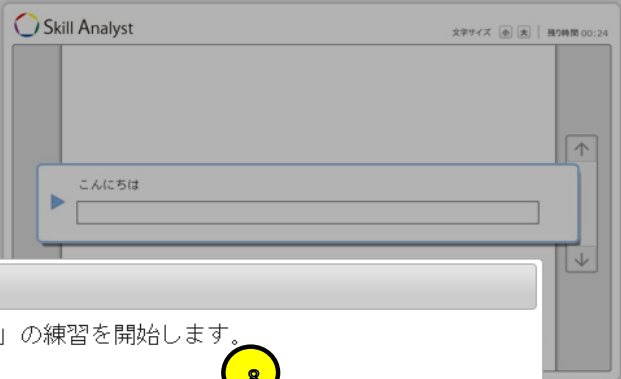 Skill Analyst
文字サイズ 小 大 | 残り時間 00:24
こんにちは
」の練習を開始します。
8